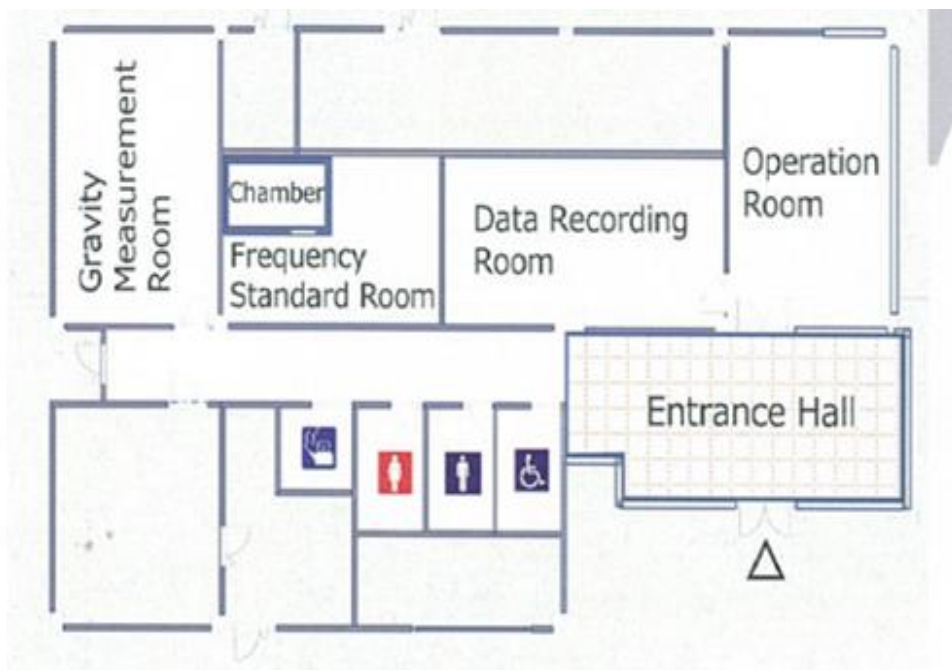 Gravity
Measurement
Room
Chamber
Frequency
Standard Room
Data Recording
Room
Operation
Room
Entrance Hall